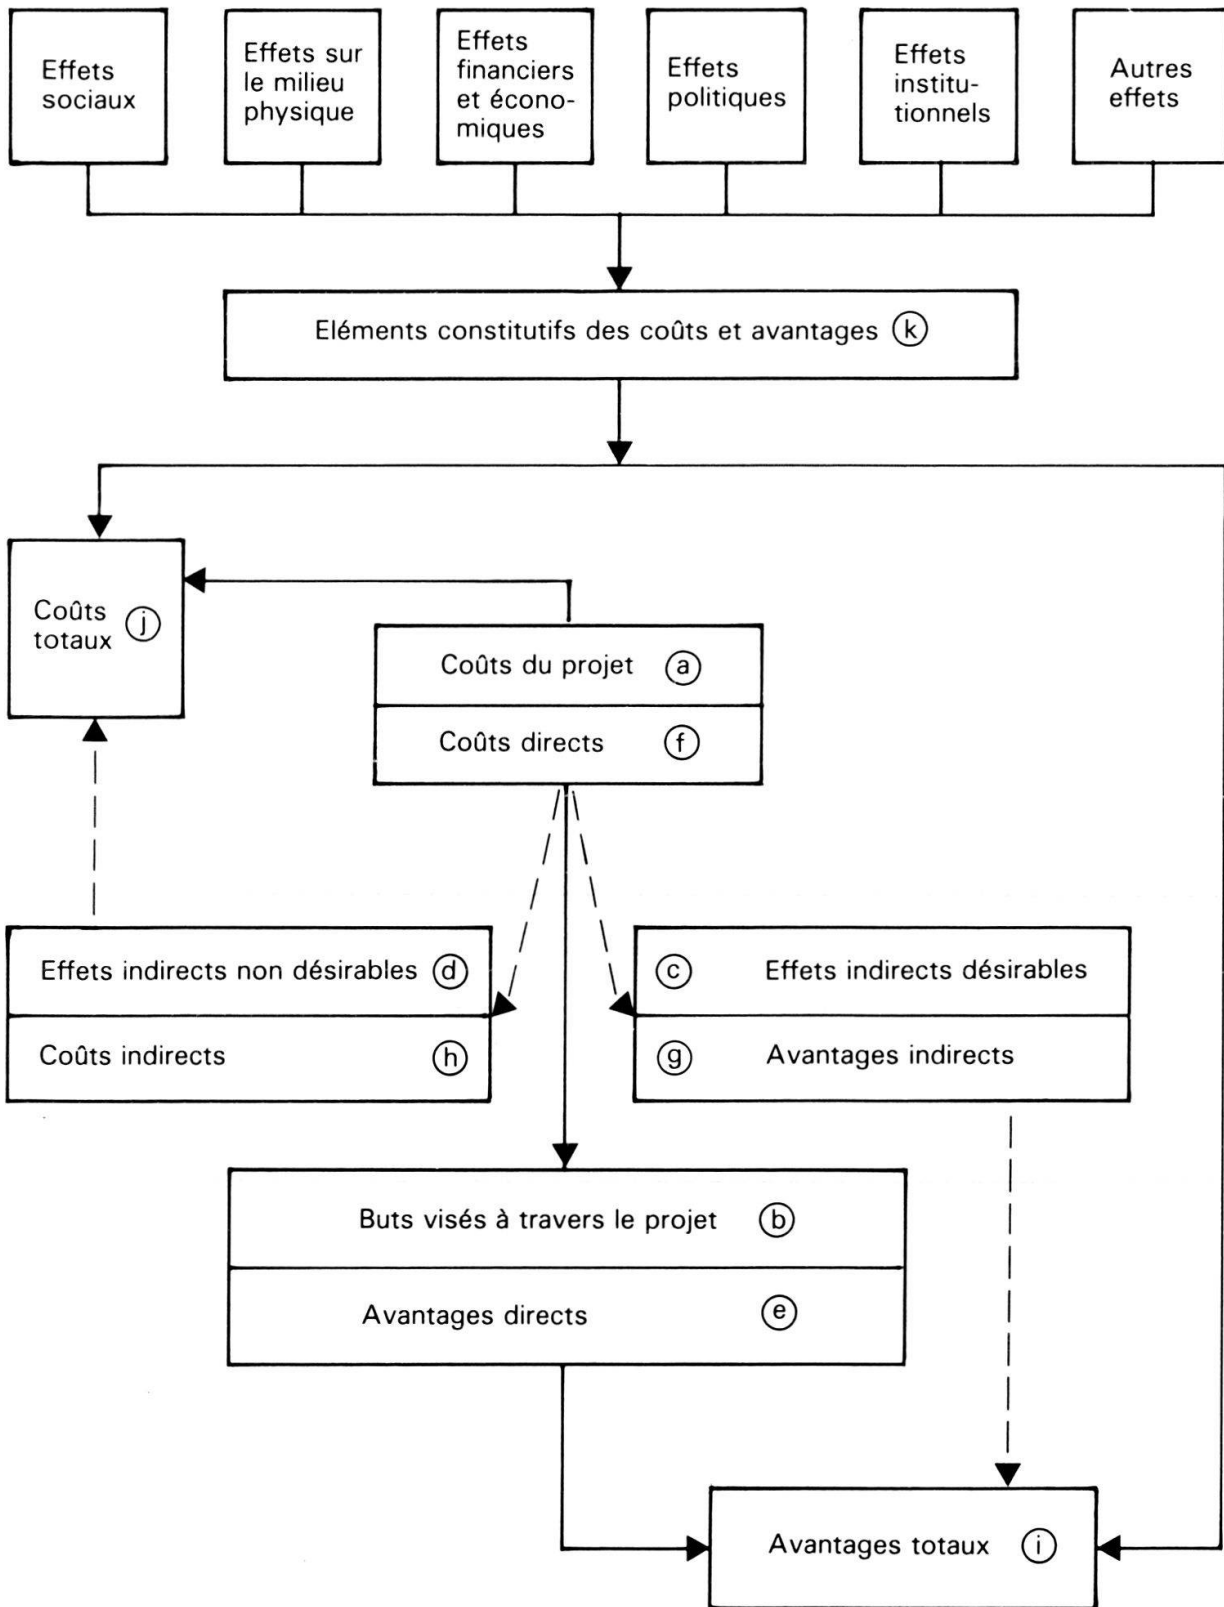 Effets
sociaux
Effets sur
le milieu
physique
Effets
financiers
et écono-
miques
Effets
politiques
Effets
institu-
tionnels
Autres
effets
Eléments constitutifs des coûts et avantages k
Coûts
totaux j
Coûts du projet a
Coûts directs f
Effets indirects non désirables d
Coûts indirects h
c Effets indirects désirables
g Avantages indirects
Buts visés à travers le projet b
Avantages directs e
Avantages totaux i